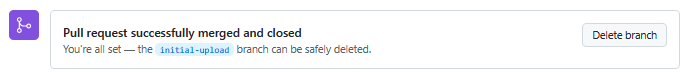 Pull request successfully merged and closed
You're all set — the initial-upload branch can be safely deleted.
Delete branch